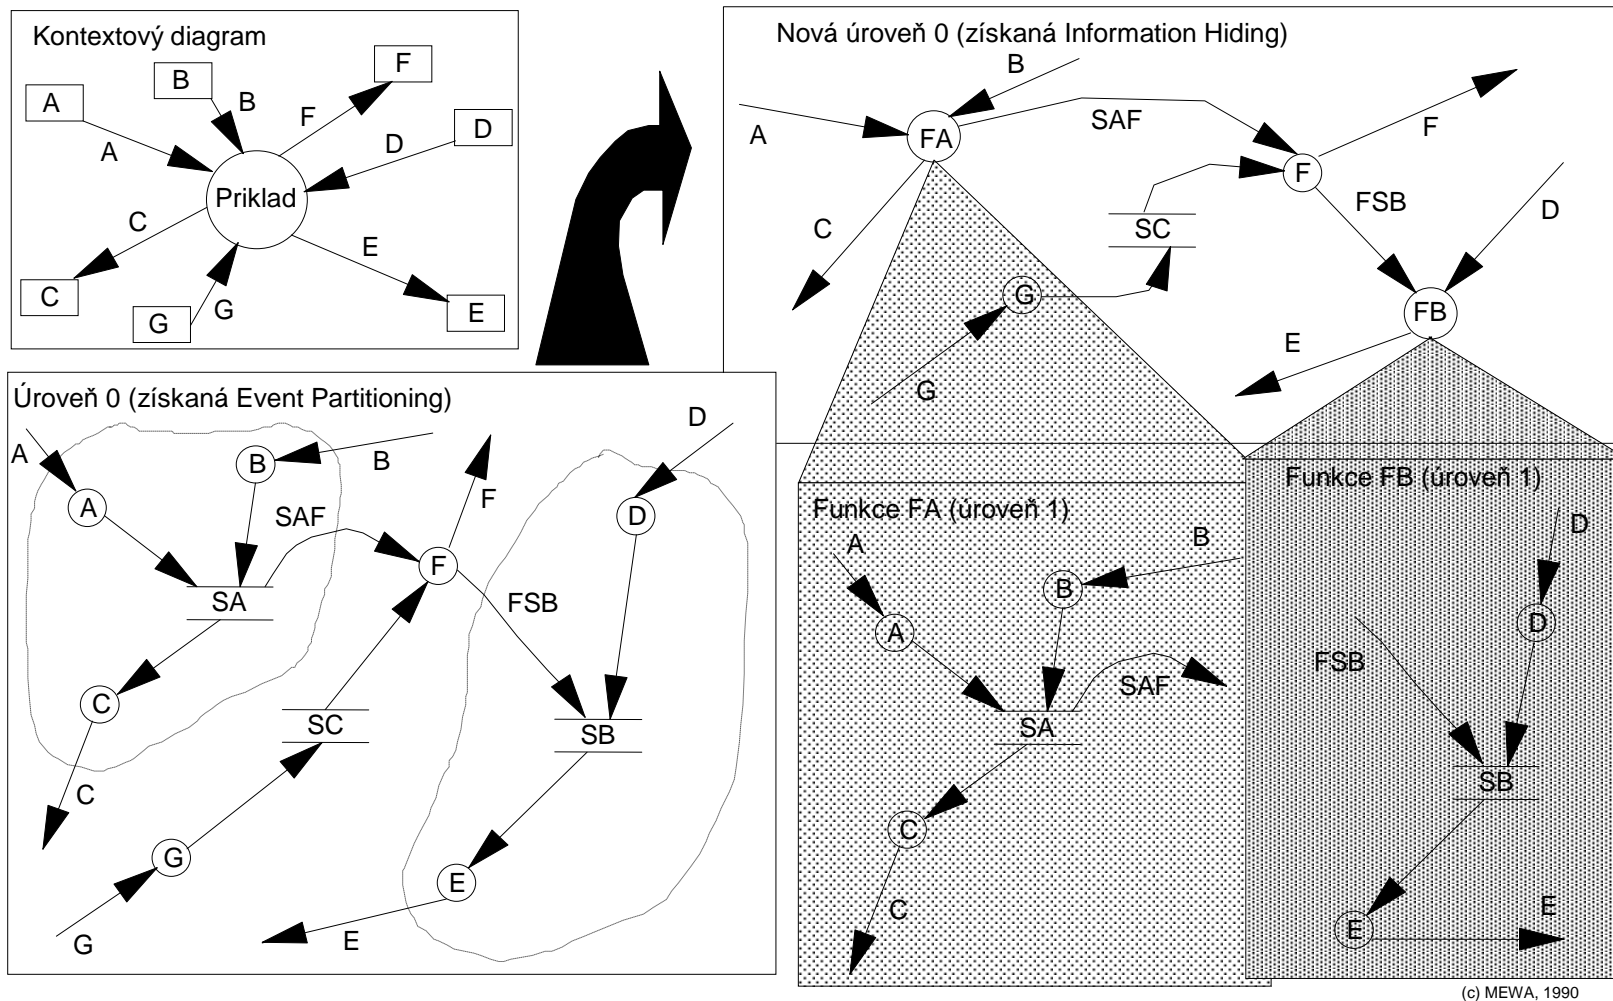 Kontextový diagram
A
B
F
D
B
F
A
D
Priklad
C
E
C
G
G
E
Nová úroveň 0 (získaná Information Hiding)
B
A
FA
SAF
F
F
C
SC
FSB
D
G
FB
E
G
Úroveň 0 (získaná Event Partitioning)
A
B
B
D
A
F
SAF
D
F
SA
FSB
C
SC
SB
C
G
E
G
E
Funkce FA (úroveň 1)
A
B
B
A
SAF
SA
C
C
Funkce FB (úroveň 1)
D
D
FSB
SB
E
E
(c) MEWA, 1990